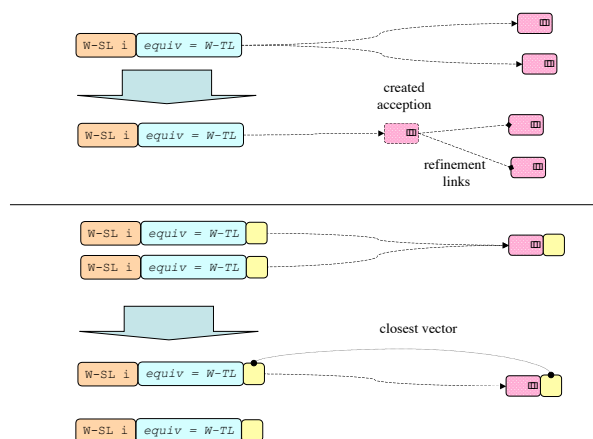 W-SL i equiv = W-TL
created
acception
W-SL i equiv = W-TL
refinement
links
W-SL i equiv = W-TL
W-SL i equiv = W-TL
closest vector
W-SL i equiv = W-TL
W-SL i equiv = W-TL